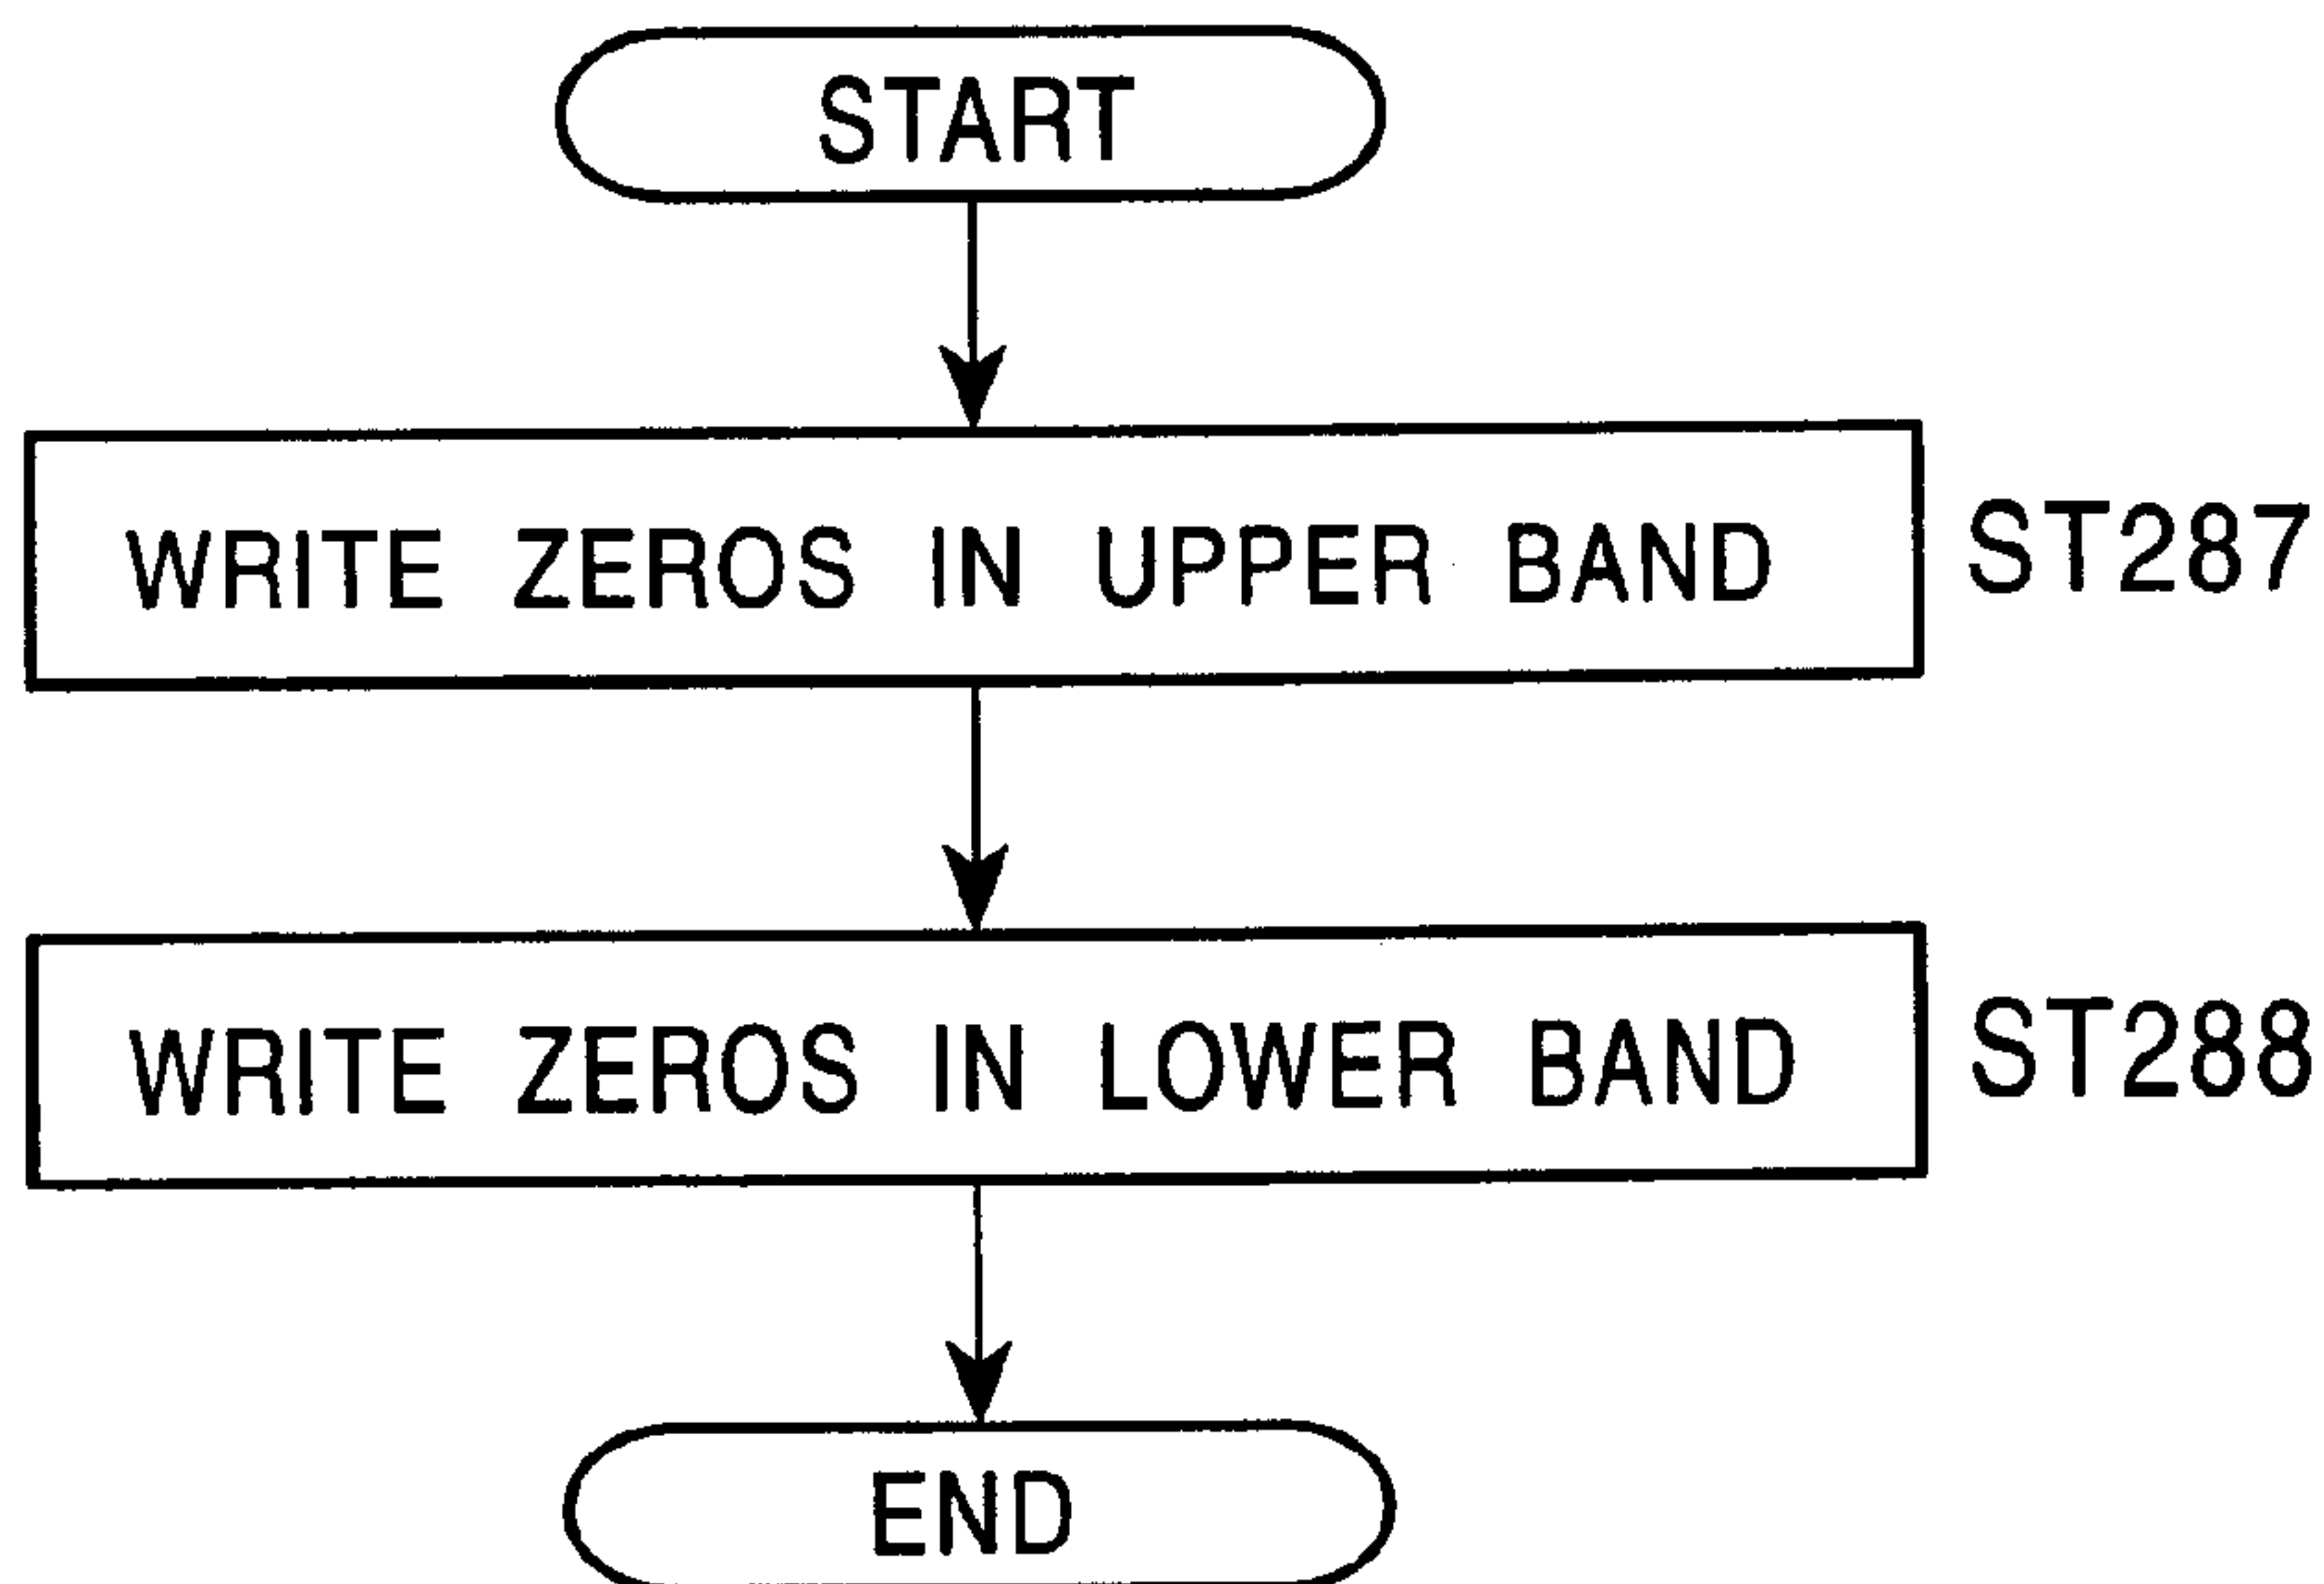 START
WRITE ZEROS IN UPPER BAND ST287
WRITE ZEROS IN LOWER BAND ST288
END